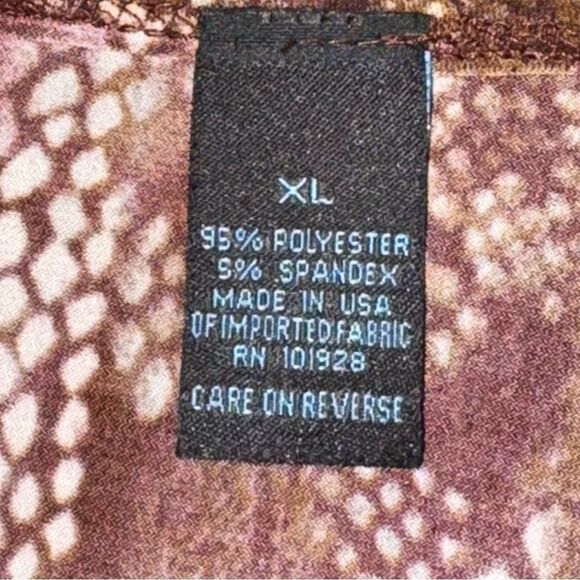 XL
95% POLYESTER
5% SPANDEX
MADE IN USA
OF IMPORTED FABRIC
RN 101928
CARE ON REVERSE